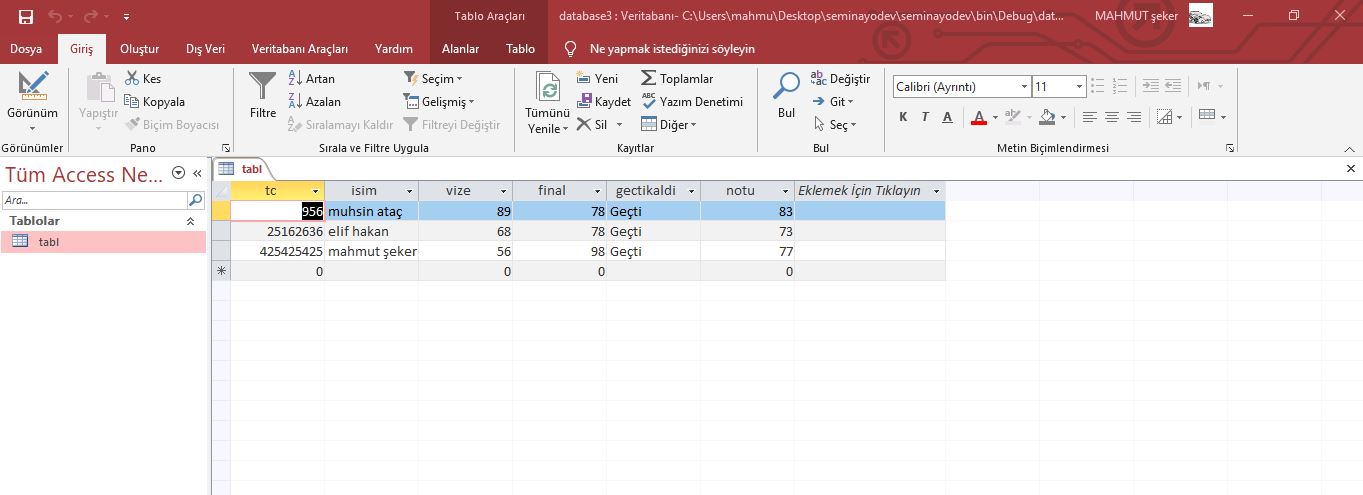 Tablo Araçları database3 : Veritabanı- C:\Users\mahmu\Desktop\seminayodev\seminayodev\bin\Debug\dat... MAHMUT şeker
Dosya Giriş Oluştur Dış Veri Veritabanı Araçları Yardım Alanlar Tablo Ne yapmak istediğinizi söyleyin
Görünüm
Görünümler
Yapıştır
Kes
Kopyala
Biçim Boyacısı
Pano
Filtre
Artan
Azalan
Sıralamayı Kaldır
Seçim
Gelişmiş
Filtreyi Değiştir
Sırala ve Filtre Uygula
Tümünü
Yenile
Yeni
Kaydet
Sil
Toplamlar
Yazım Denetimi
Diğer
Kayıtlar
Bul
Değiştir
Git
Seç
Bul
Calibri (Ayrıntı) 11
K T A A
Metin Biçimlendirmesi
Tüm Access Ne...
Ara...
Tablolar
tabl
tabl
tc isim vize final gectikaldi notu Eklemek İçin Tıklayın
956 muhsin ataç 89 78 Geçti 83
25162636 elif hakan 68 78 Geçti 73
425425425 mahmut şeker 56 98 Geçti 77
0 0 0 0